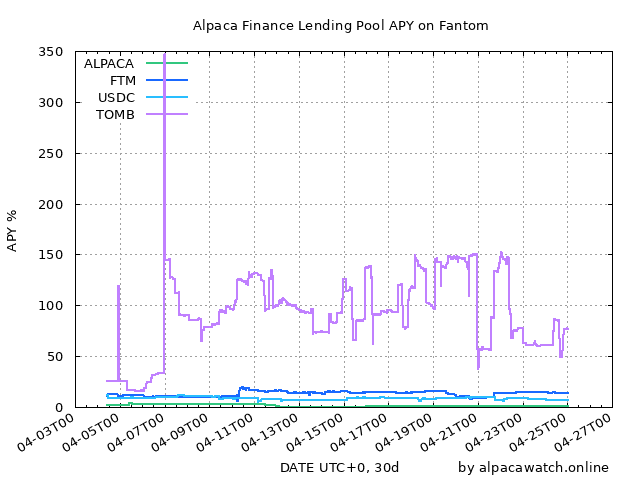 Alpaca Finance Lending Pool APY on Fantom
350
300
250
200
150
100
50
0
APY %
ALPACA
FTM
USDC
TOMB
04-03T00
04-05T00
04-07T00
04-09T00
04-11T00
04-13T00
04-15T00
04-17T00
04-19T00
04-21T00
04-23T00
04-25T00
04-27T00
DATE UTC+0, 30d
by alpacawatch.online